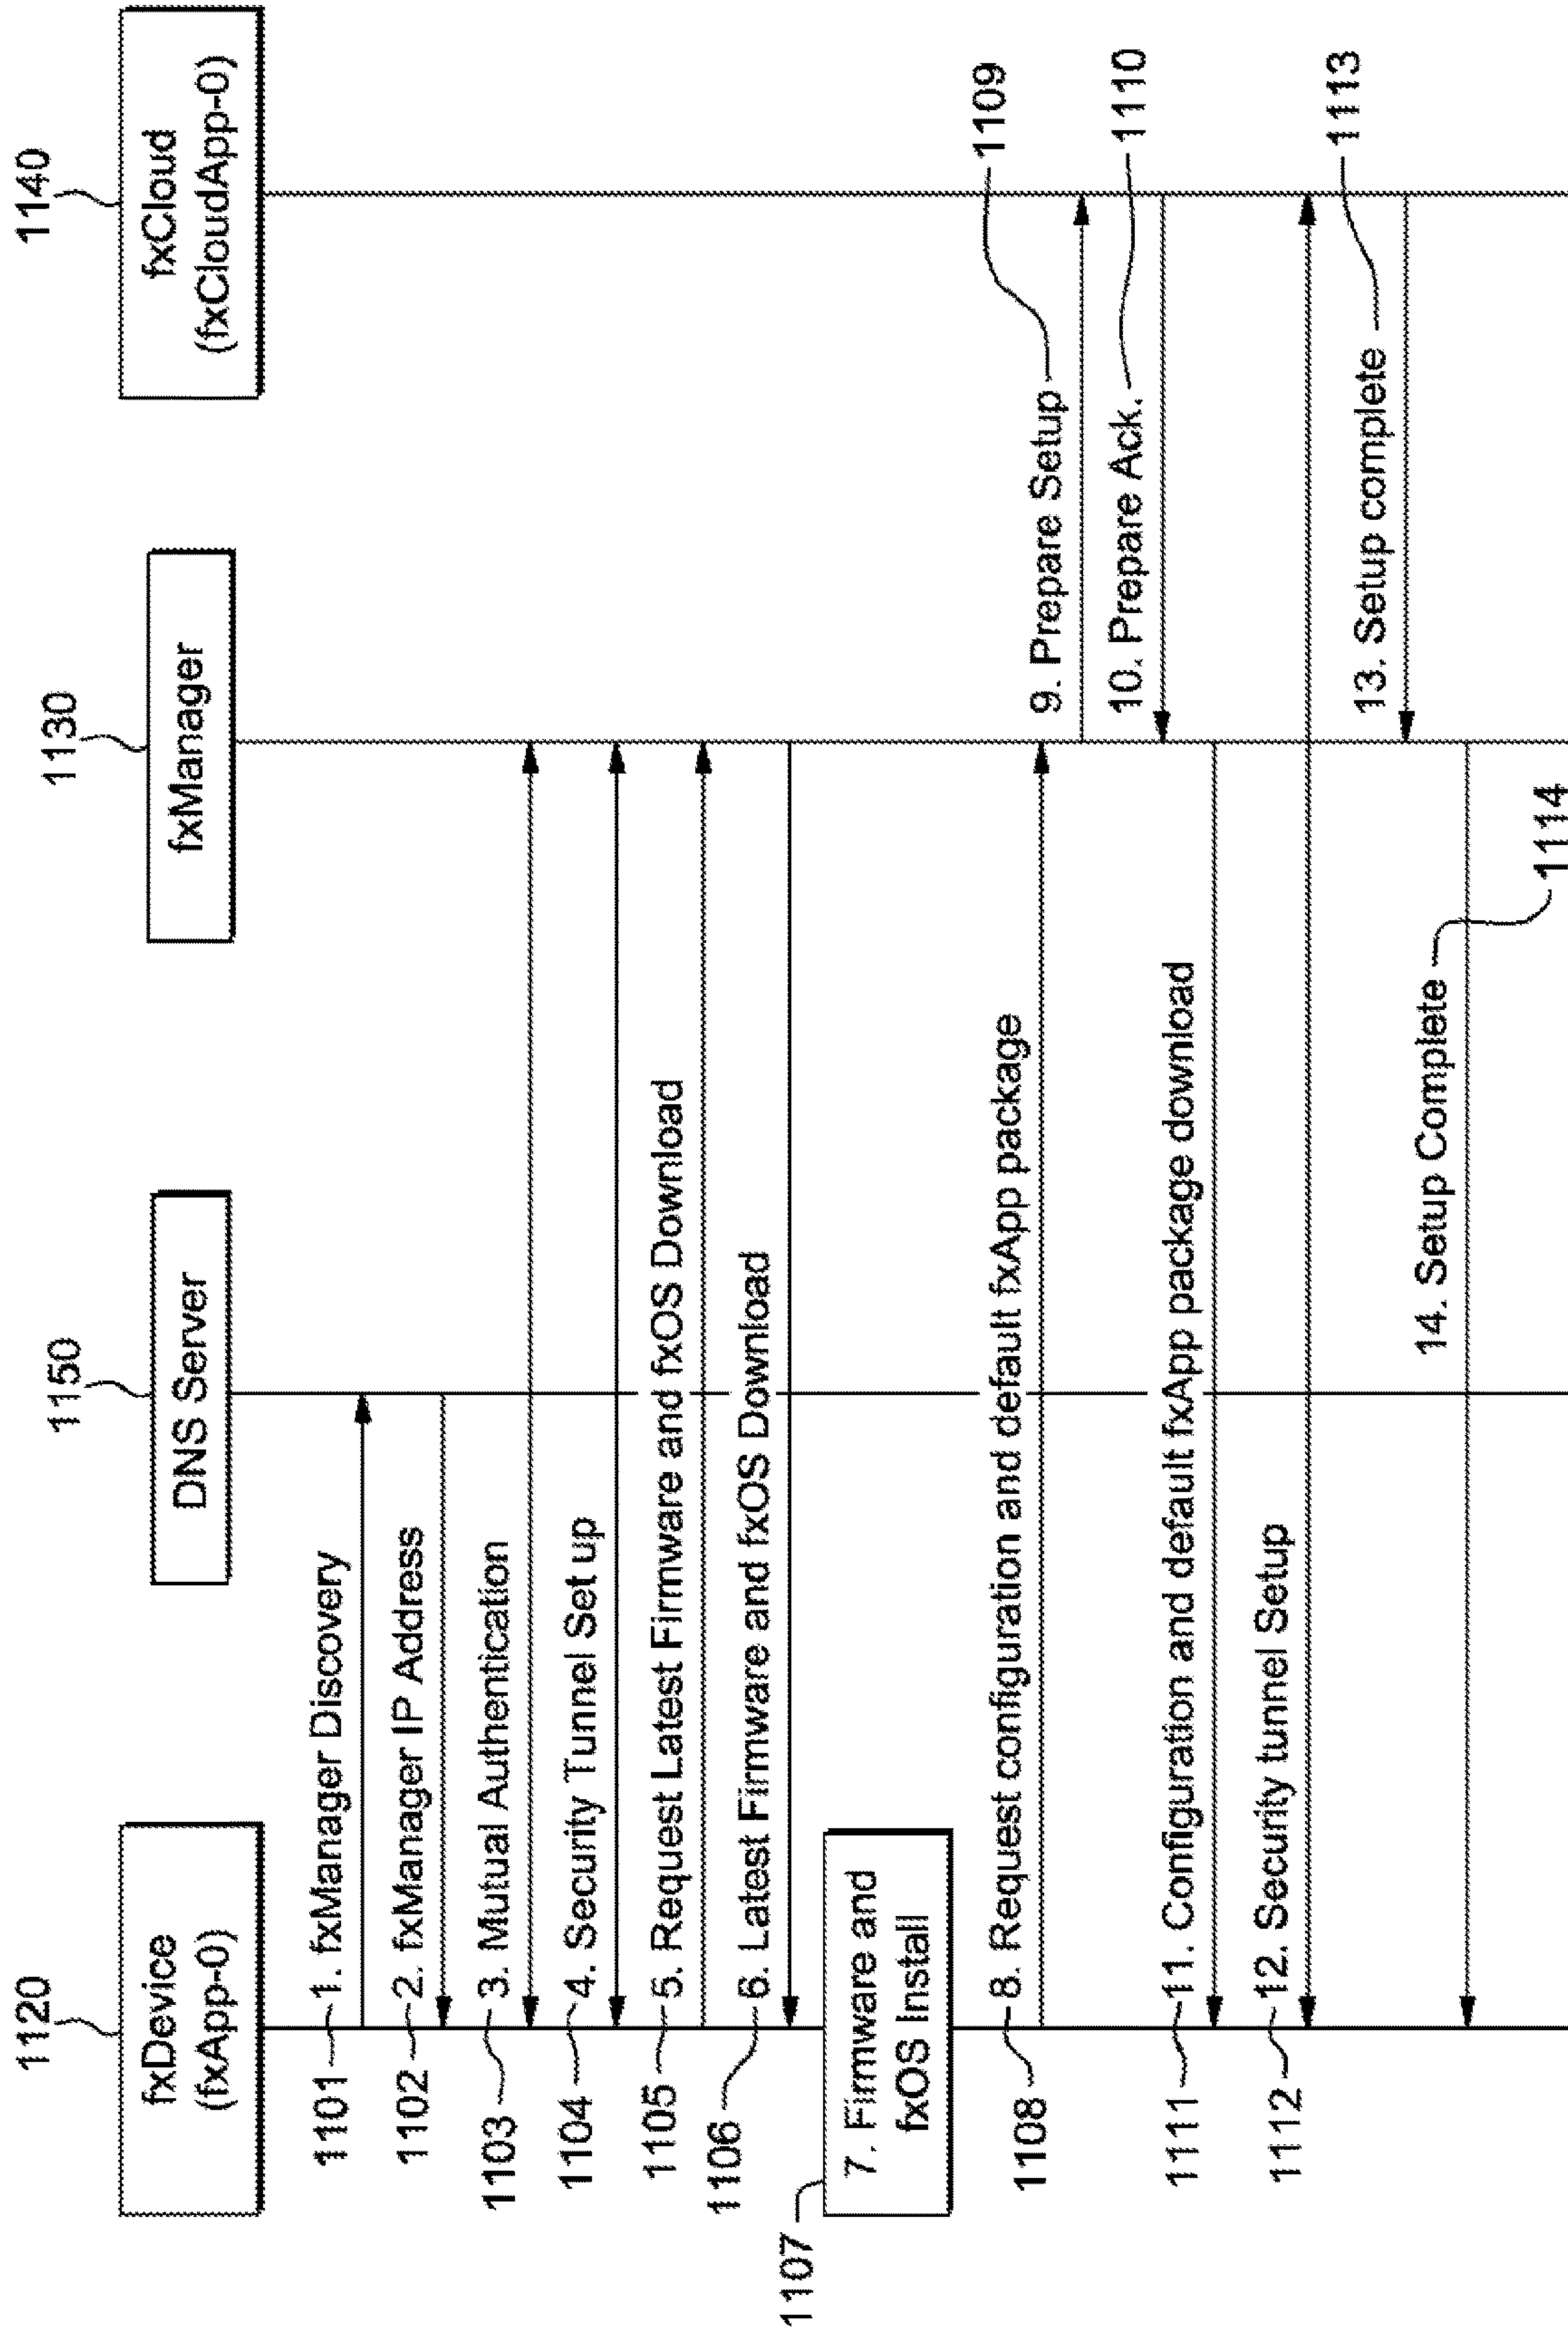 1120
fxDevice
(fxApp-0)
1150
DNS Server
1130
fxManager
1140
fxCloud
(fxCloudApp-0)
1101
1. fxManager Discovery
1102
2. fxManager IP Address
1103
3. Mutual Authentication
1104
4. Security Tunnel Set up
1105
5. Request Latest Firmware and fxOS Download
1106
6. Latest Firmware and fxOS Download
1107
7. Firmware and
fxOS Install
1108
8. Request configuration and default fxApp package
9. Prepare Setup
1109
10. Prepare Ack.
1110
1111
11. Configuration and default fxApp package download
1112
12. Security tunnel Setup
13. Setup complete
1113
14. Setup Complete
1114